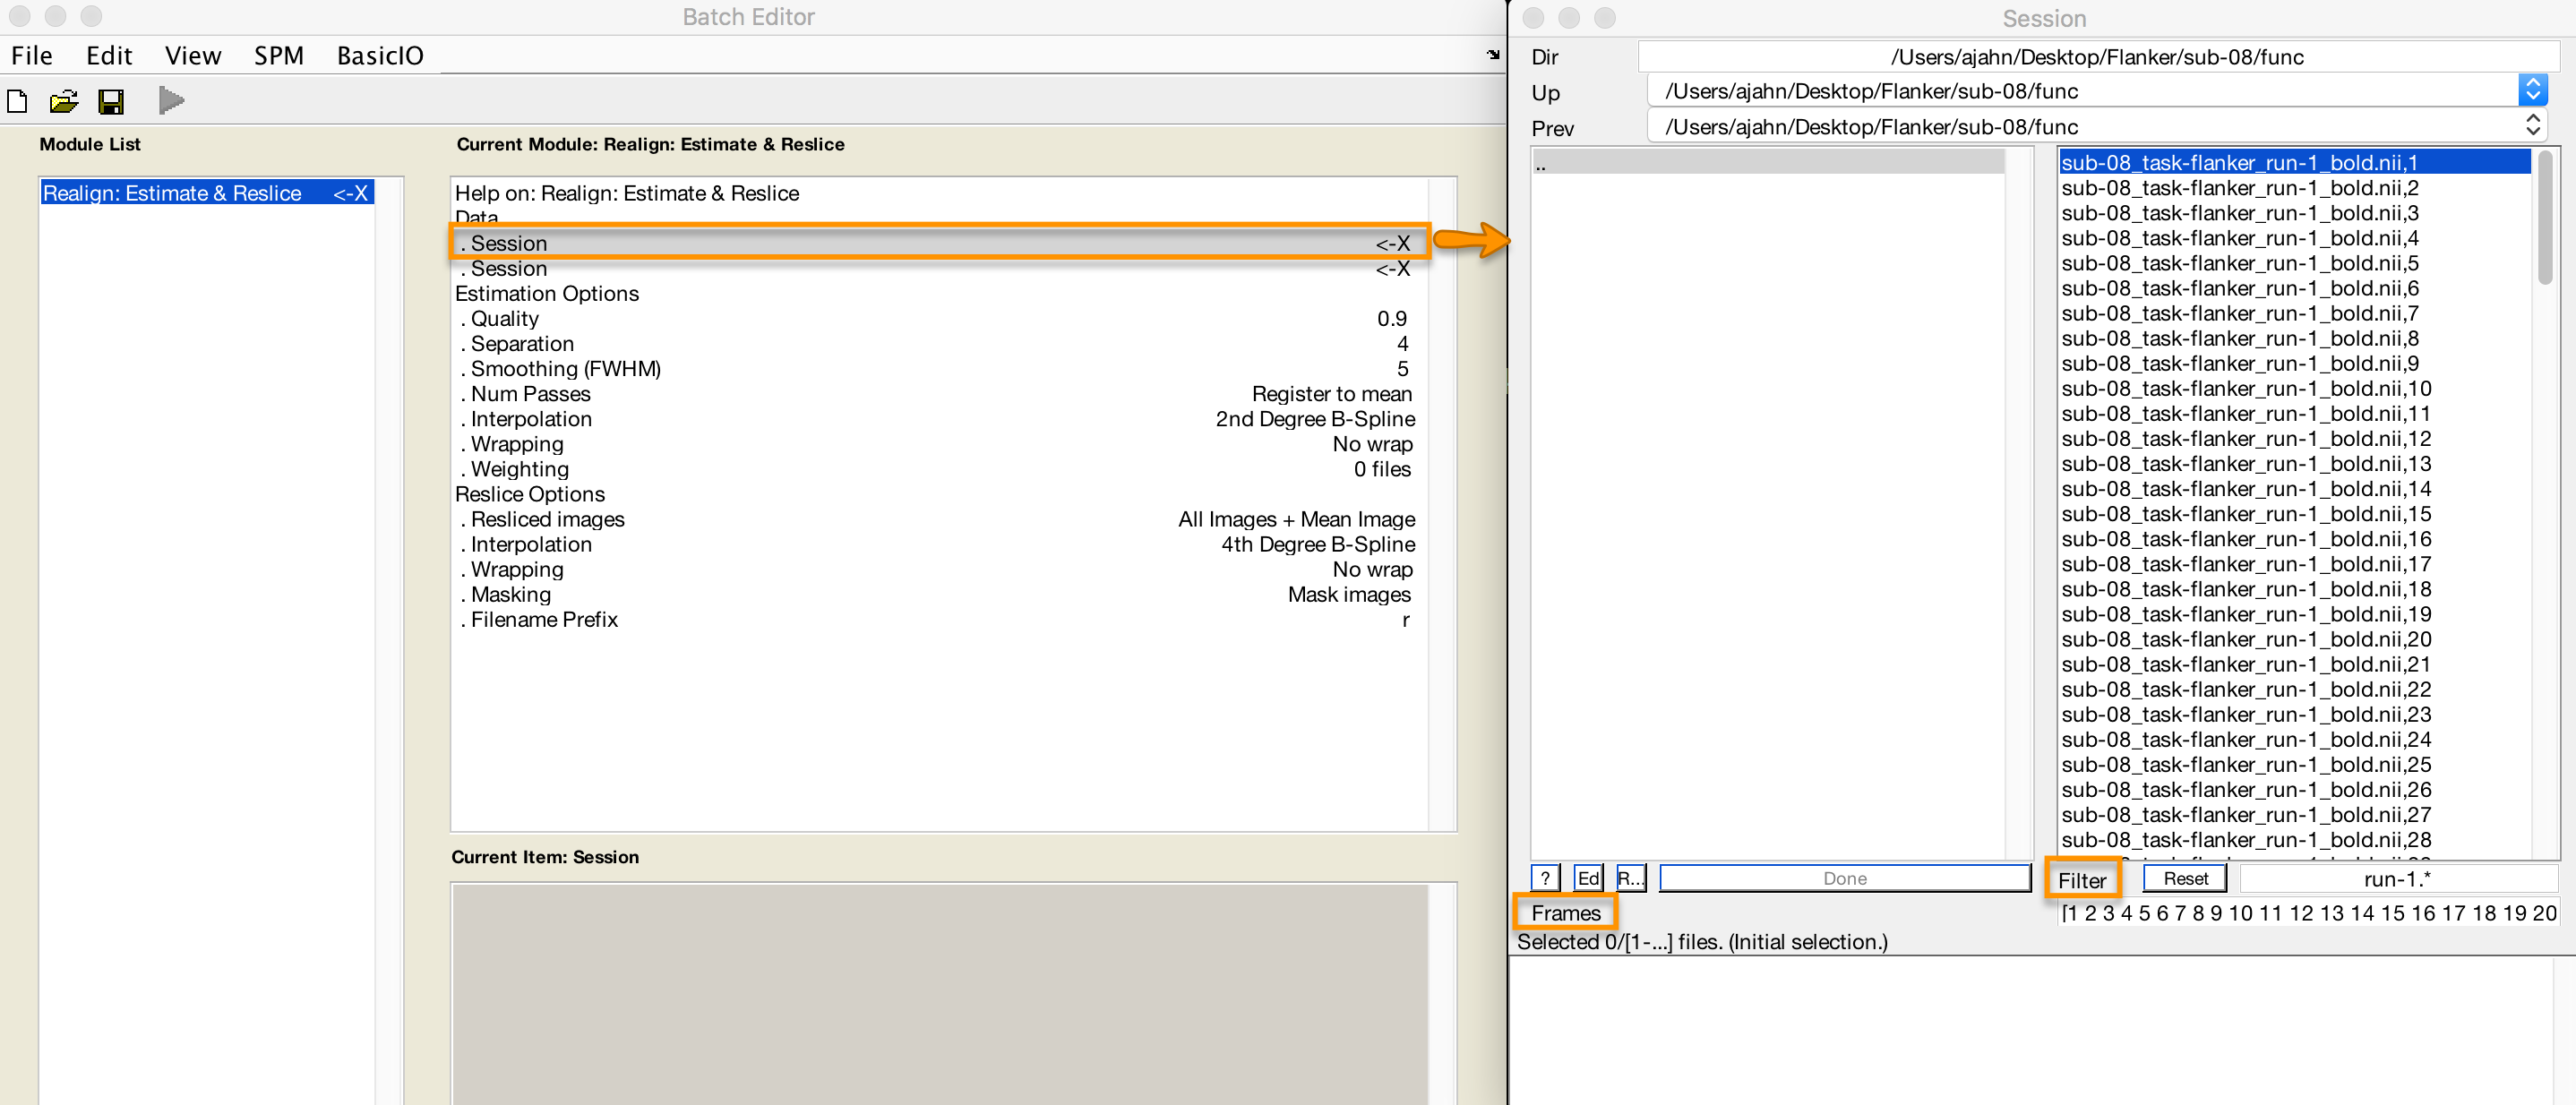 Batch Editor
File Edit View SPM BasicIO
Module List
Realign: Estimate & Reslice <-X
Current Module: Realign: Estimate & Reslice
Help on: Realign: Estimate & Reslice
Data
. Session <-X
. Session <-X
Estimation Options
. Quality 0.9
. Separation 4
. Smoothing (FWHM) 5
. Num Passes Register to mean
. Interpolation 2nd Degree B-Spline
. Wrapping No wrap
. Weighting 0 files
Reslice Options
. Resliced images All Images + Mean Image
. Interpolation 4th Degree B-Spline
. Wrapping No wrap
. Masking Mask images
. Filename Prefix r
Current Item: Session
Session
Dir /Users/ajahn/Desktop/Flanker/sub-08/func
Up /Users/ajahn/Desktop/Flanker/sub-08/func
Prev /Users/ajahn/Desktop/Flanker/sub-08/func
..
sub-08_task-flanker_run-1_bold.nii,1
sub-08_task-flanker_run-1_bold.nii,2
sub-08_task-flanker_run-1_bold.nii,3
sub-08_task-flanker_run-1_bold.nii,4
sub-08_task-flanker_run-1_bold.nii,5
sub-08_task-flanker_run-1_bold.nii,6
sub-08_task-flanker_run-1_bold.nii,7
sub-08_task-flanker_run-1_bold.nii,8
sub-08_task-flanker_run-1_bold.nii,9
sub-08_task-flanker_run-1_bold.nii,10
sub-08_task-flanker_run-1_bold.nii,11
sub-08_task-flanker_run-1_bold.nii,12
sub-08_task-flanker_run-1_bold.nii,13
sub-08_task-flanker_run-1_bold.nii,14
sub-08_task-flanker_run-1_bold.nii,15
sub-08_task-flanker_run-1_bold.nii,16
sub-08_task-flanker_run-1_bold.nii,17
sub-08_task-flanker_run-1_bold.nii,18
sub-08_task-flanker_run-1_bold.nii,19
sub-08_task-flanker_run-1_bold.nii,20
sub-08_task-flanker_run-1_bold.nii,21
sub-08_task-flanker_run-1_bold.nii,22
sub-08_task-flanker_run-1_bold.nii,23
sub-08_task-flanker_run-1_bold.nii,24
sub-08_task-flanker_run-1_bold.nii,25
sub-08_task-flanker_run-1_bold.nii,26
sub-08_task-flanker_run-1_bold.nii,27
sub-08_task-flanker_run-1_bold.nii,28
? Ed R... Done Filter Reset run-1.*
Frames [1 2 3 4 5 6 7 8 9 10 11 12 13 14 15 16 17 18 19 20
Selected 0/[1-...] files. (Initial selection.)